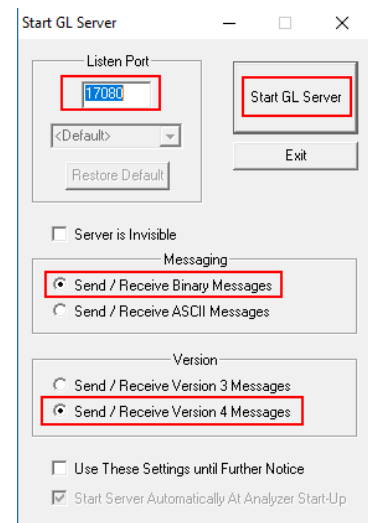 Start GL Server
Listen Port
17080
Start GL Server
<Default>
Exit
Restore Default
Server is Invisible
Messaging
Send / Receive Binary Messages
Send / Receive ASCII Messages
Version
Send / Receive Version 3 Messages
Send / Receive Version 4 Messages
Use These Settings until Further Notice
Start Server Automatically At Analyzer Start-Up